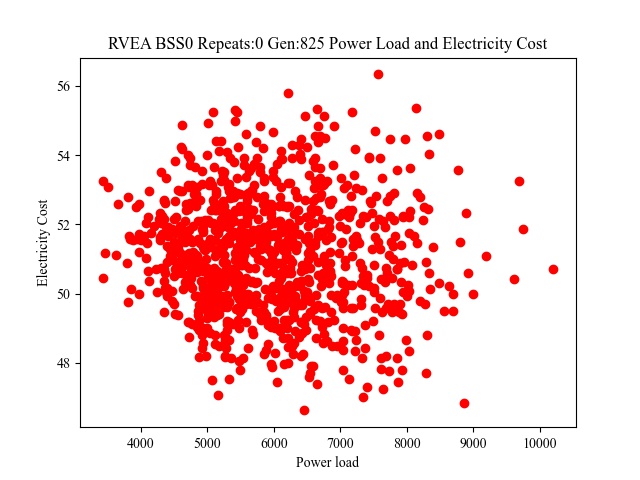 RVEA BSS0 Repeats:0 Gen:825 Power Load and Electricity Cost
56
54
52
50
48
Electricity Cost
4000 5000 6000 7000 8000 9000 10000
Power load